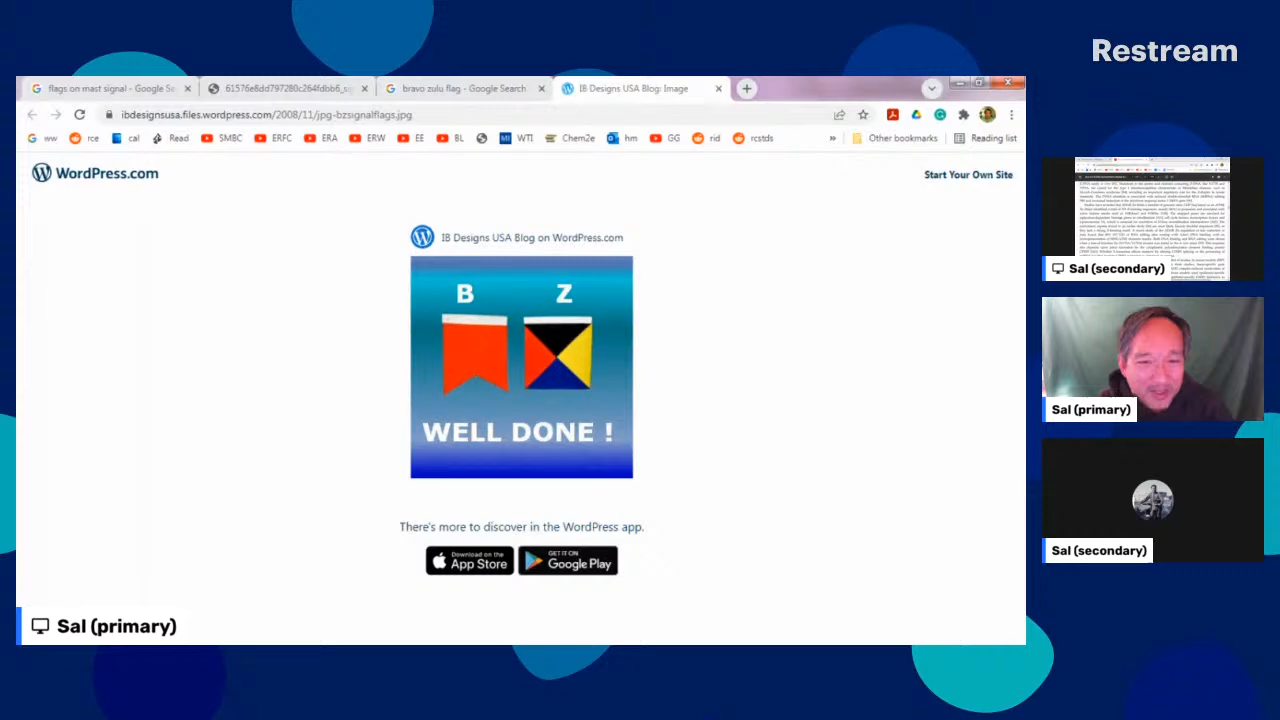 Restream
flags on mast signal - Google Se
61576e8dd797280c264fdbb6_s
bravo zulu flag - Google Search
IB Designs USA Blog: Image
ibdesignsusa.files.wordpress.com/2008/11/jpg-bzsignalflags.jpg
ww
rce
cal
Read
SMBC
ERFC
ERA
ERW
EE
BL
WTI
Chem2e
hm
GG
rid
rcstds
»
Other bookmarks
Reading list
WordPress.com
Start Your Own Site
IB Designs USA Blog on WordPress.com
B Z
WELL DONE !
There's more to discover in the WordPress app.
Download on the
App Store
GET IT ON
Google Play
Sal (primary)
Sal (secondary)
Sal (primary)
Sal (secondary)